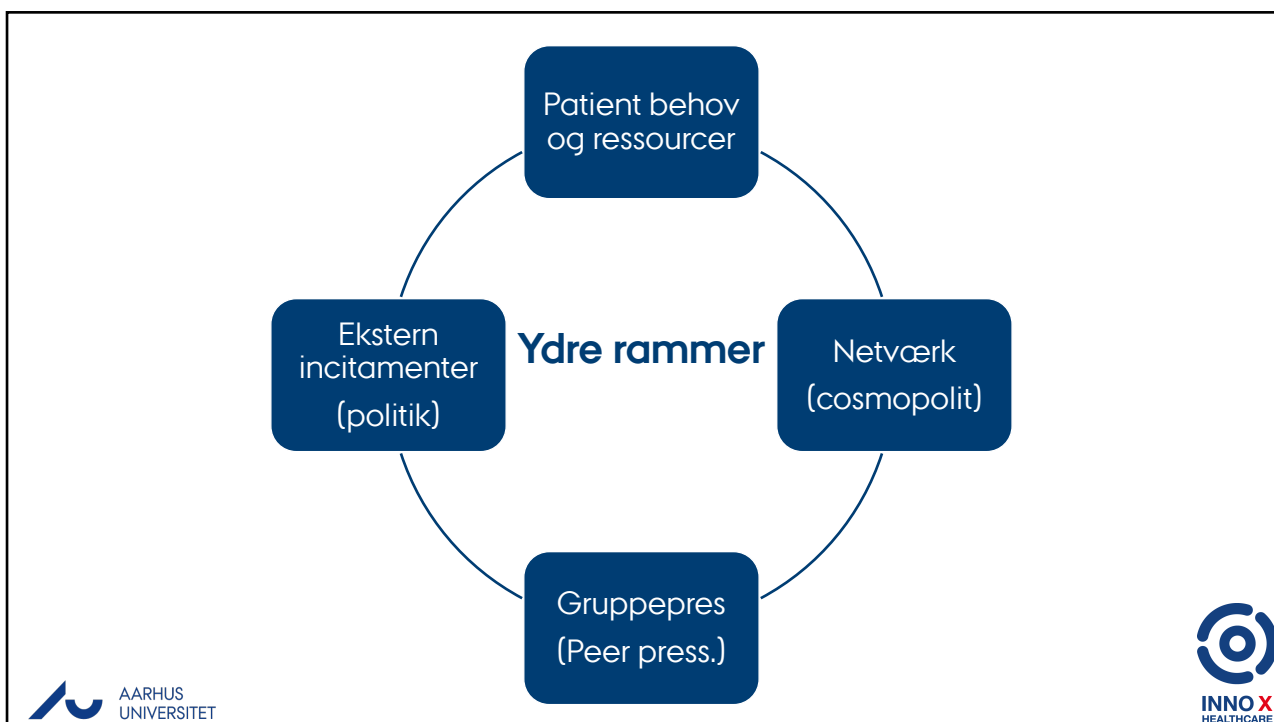 Patient behov
og ressourcer
Ekstern
incitamenter
(politik)
Ydre rammer
Netværk
(cosmopolit)
Gruppepres
(Peer press.)
AARHUS
UNIVERSITET
INNO X
HEALTHCARE